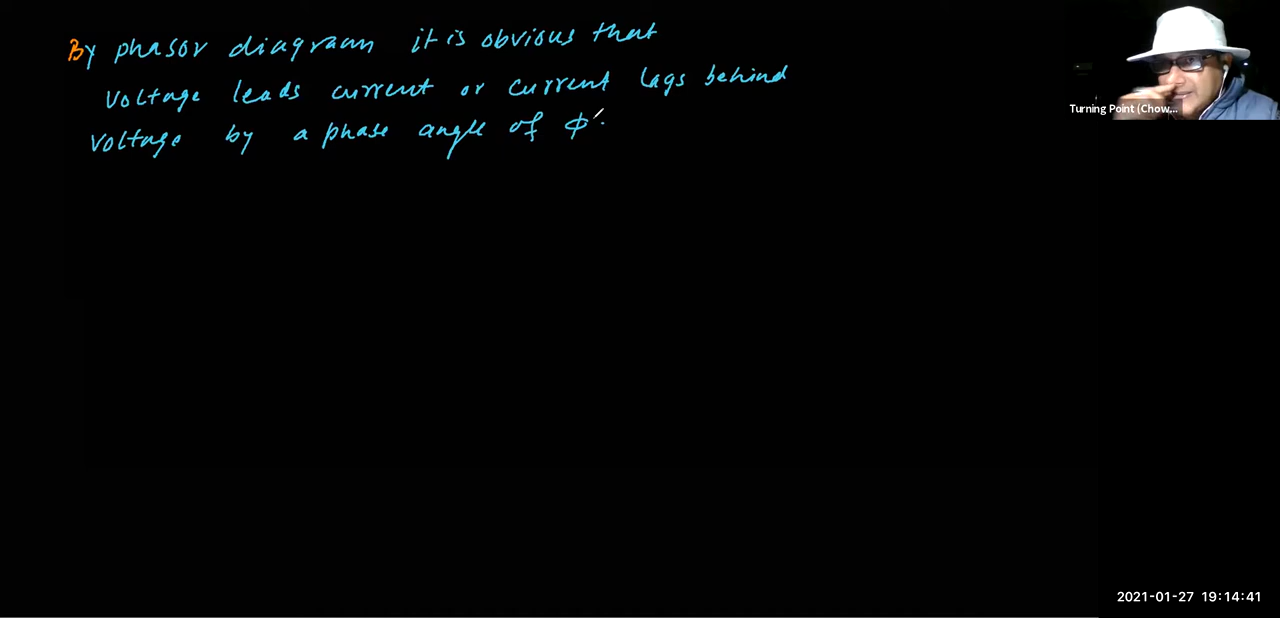 By phasor diagram it is obvious that
voltage leads current or current lags behind
voltage by a phase angle of φ'.
Turning Point (Chow...
2021-01-27 19:14:41